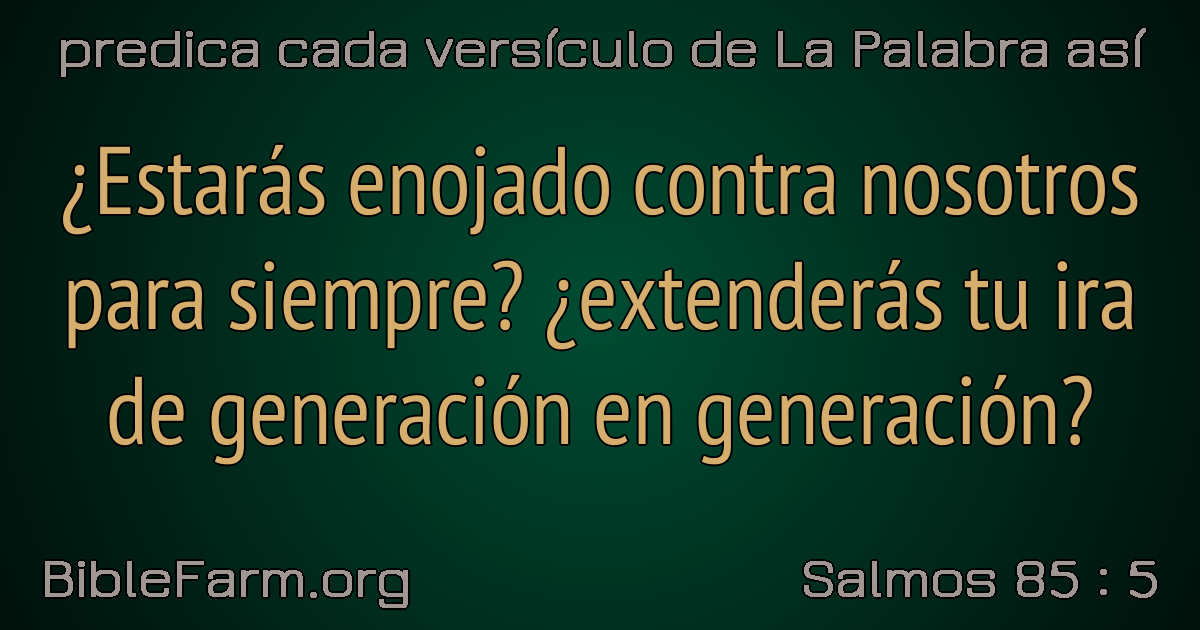 predica cada versículo de La Palabra así
¿Estarás enojado contra nosotros
para siempre? ¿extenderás tu ira
de generación en generación?
BibleFarm.org
Salmos 85 : 5